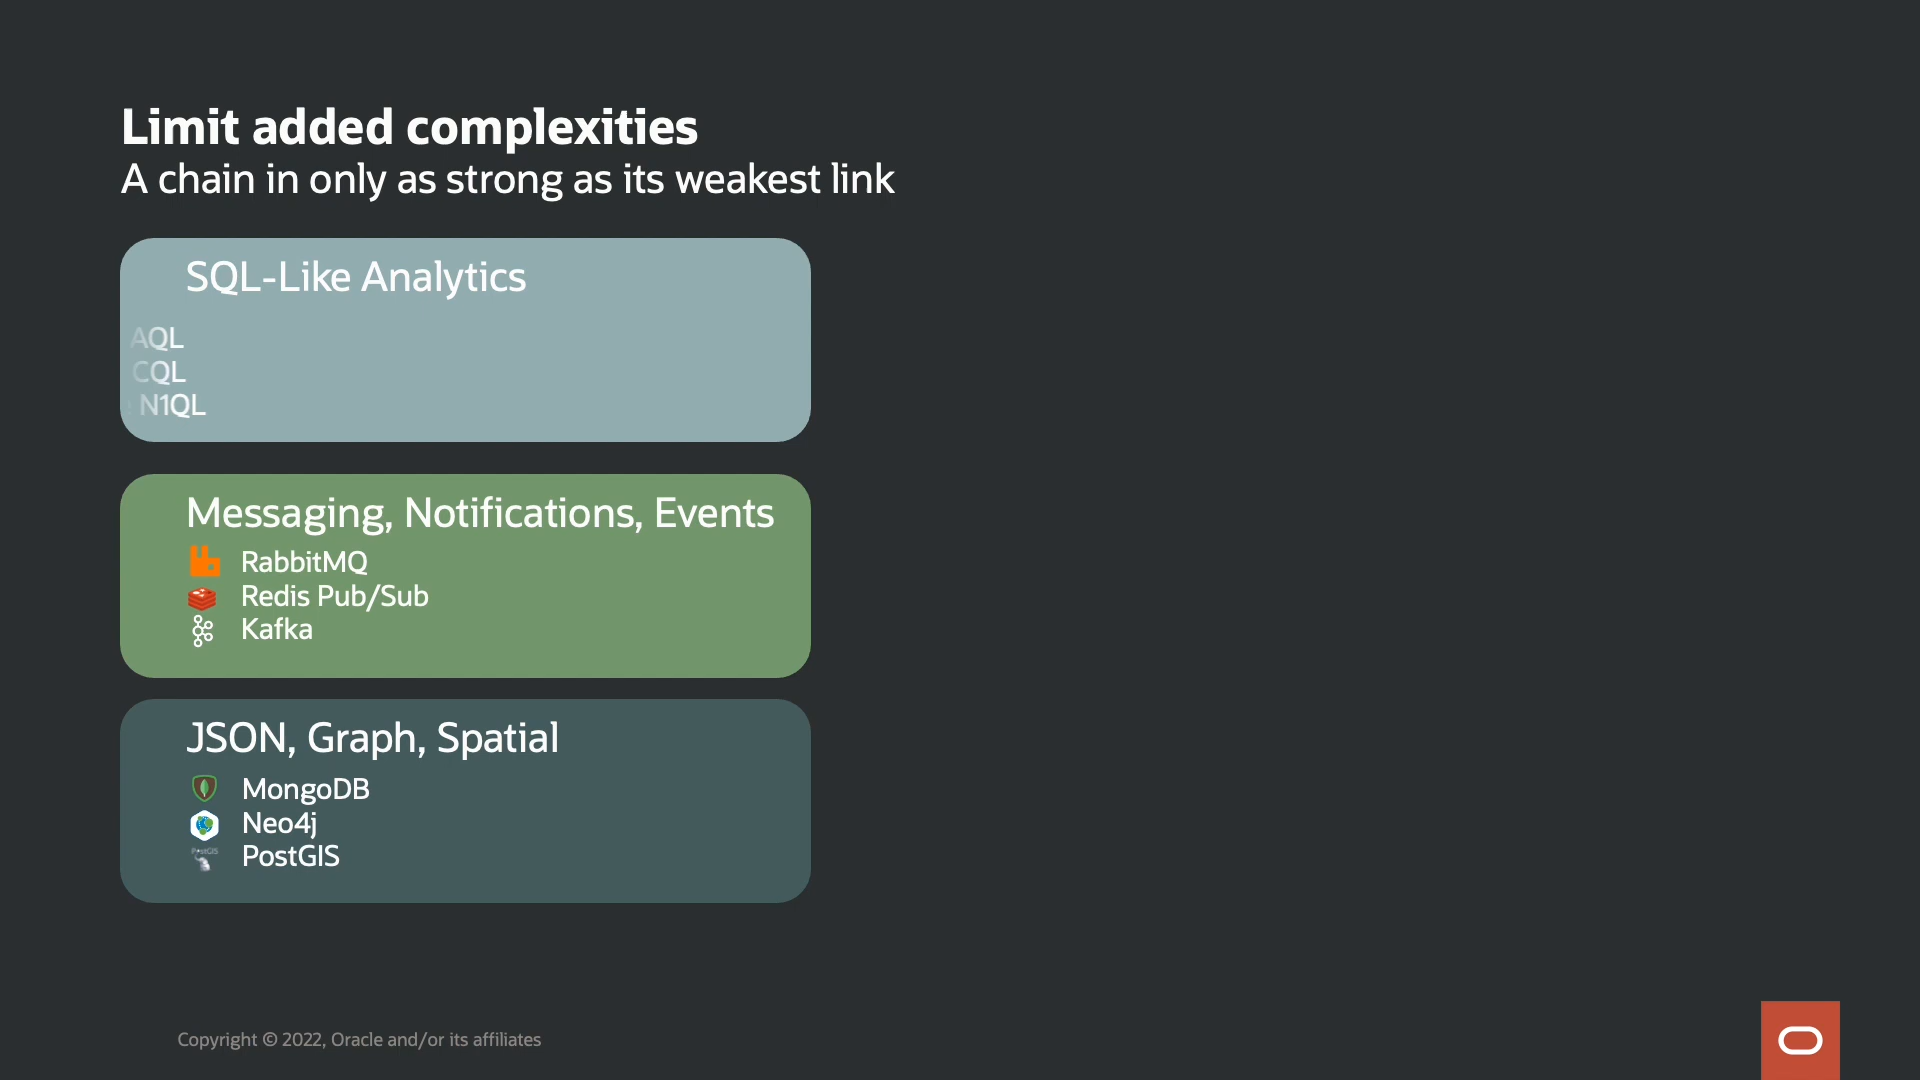 Limit added complexities
A chain in only as strong as its weakest link
SQL-Like Analytics
AQL
CQL
N1QL
Messaging, Notifications, Events
RabbitMQ
Redis Pub/Sub
Kafka
JSON, Graph, Spatial
MongoDB
Neo4j
PostGIS
PostGIS
Copyright © 2022, Oracle and/or its affiliates